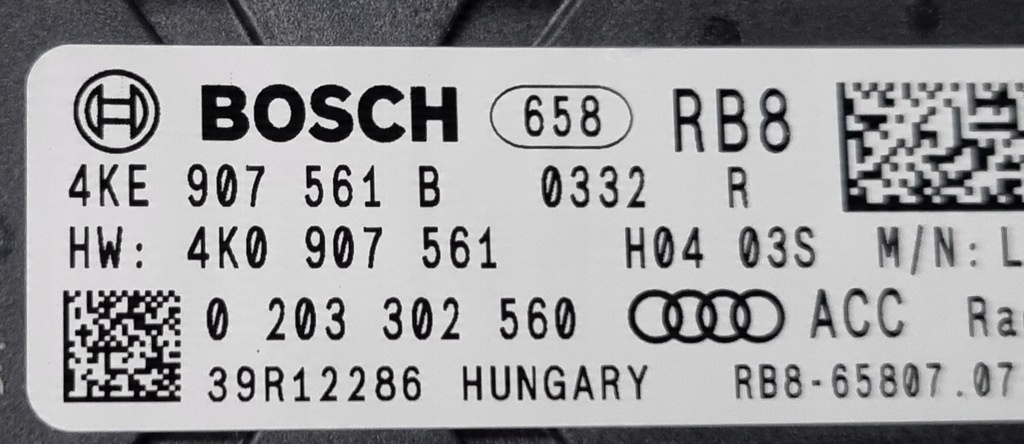 BOSCH 658 RB8
4KE 907 561 B 0332 R
HW: 4K0 907 561 H04 03S M/N: L
0 203 302 560 ACC Ra
39R12286 HUNGARY RB8-65807.07